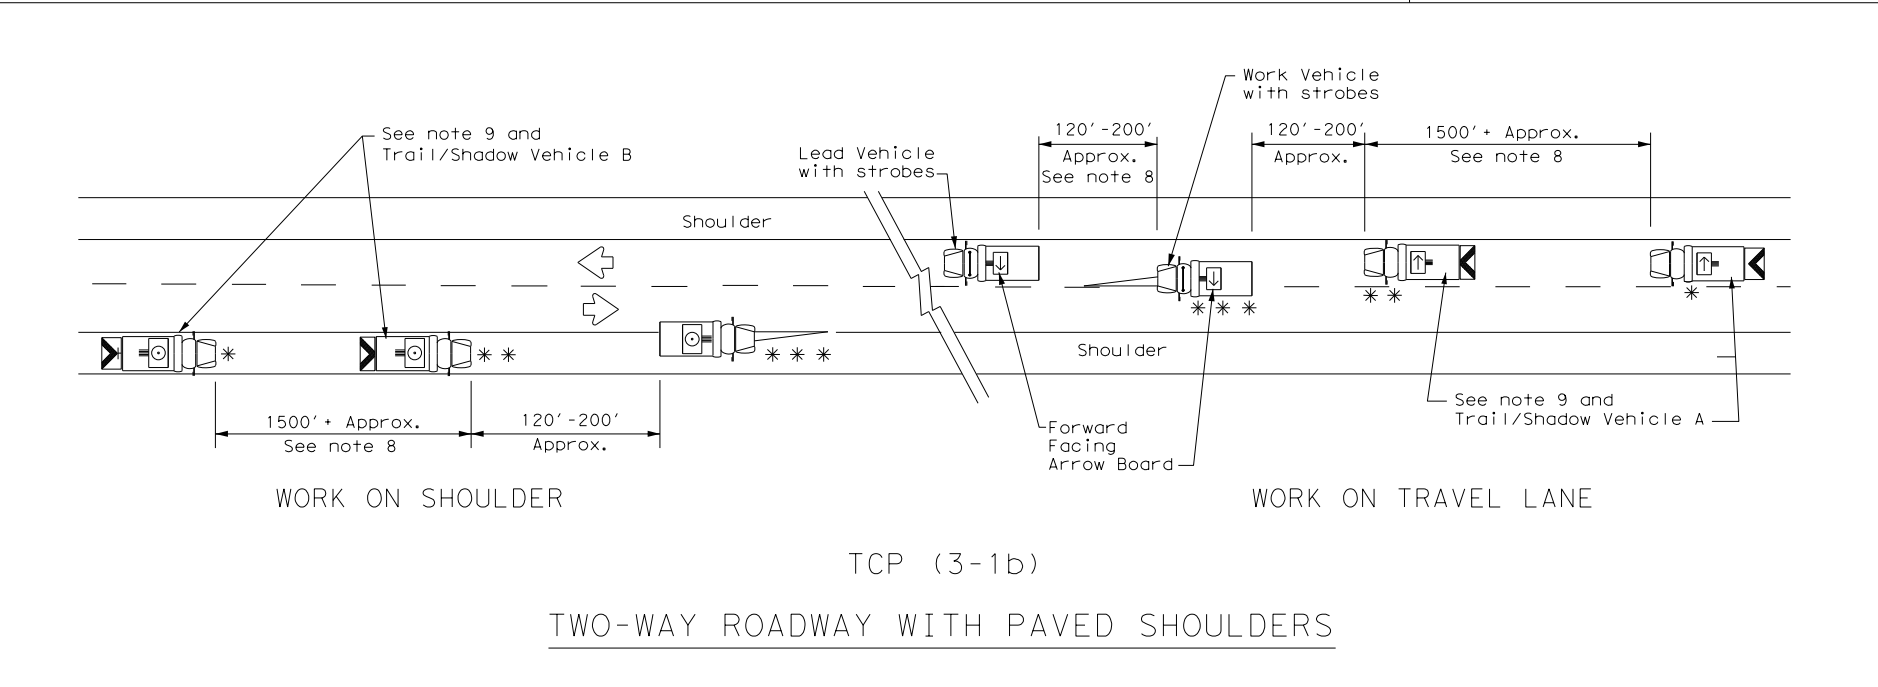 Work Vehicle
with strobes
See note 9 and
Trail/Shadow Vehicle B
Lead Vehicle
with strobes
120'-200'
Approx.
See note 8
120'-200'
Approx.
1500'+ Approx.
See note 8
Shoulder
Shoulder
* * *
* *
*
*
* *
* * *
1500'+ Approx.
See note 8
120'-200'
Approx.
Forward
Facing
Arrow Board
See note 9 and
Trail/Shadow Vehicle A
WORK ON SHOULDER
WORK ON TRAVEL LANE
TCP (3-1b)
TWO-WAY ROADWAY WITH PAVED SHOULDERS